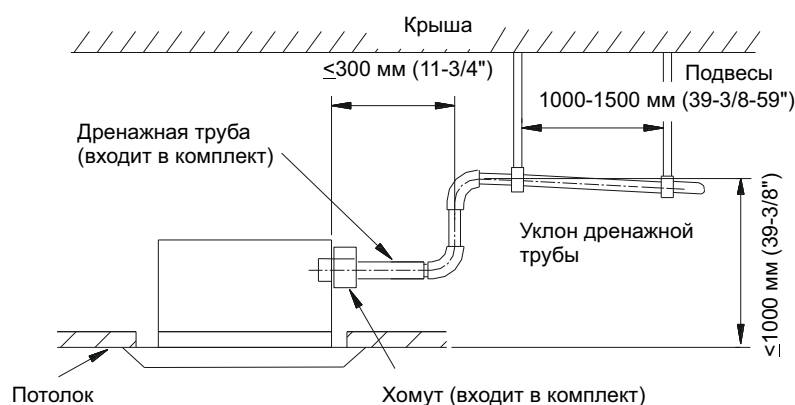 Крыша
≤300 мм (11-3/4")
Подвесы
1000-1500 мм (39-3/8-59")
Дренажная труба
(входит в комплект)
Уклон дренажной
трубы
≤1000 мм (39-3/8")
Потолок
Хомут (входит в комплект)